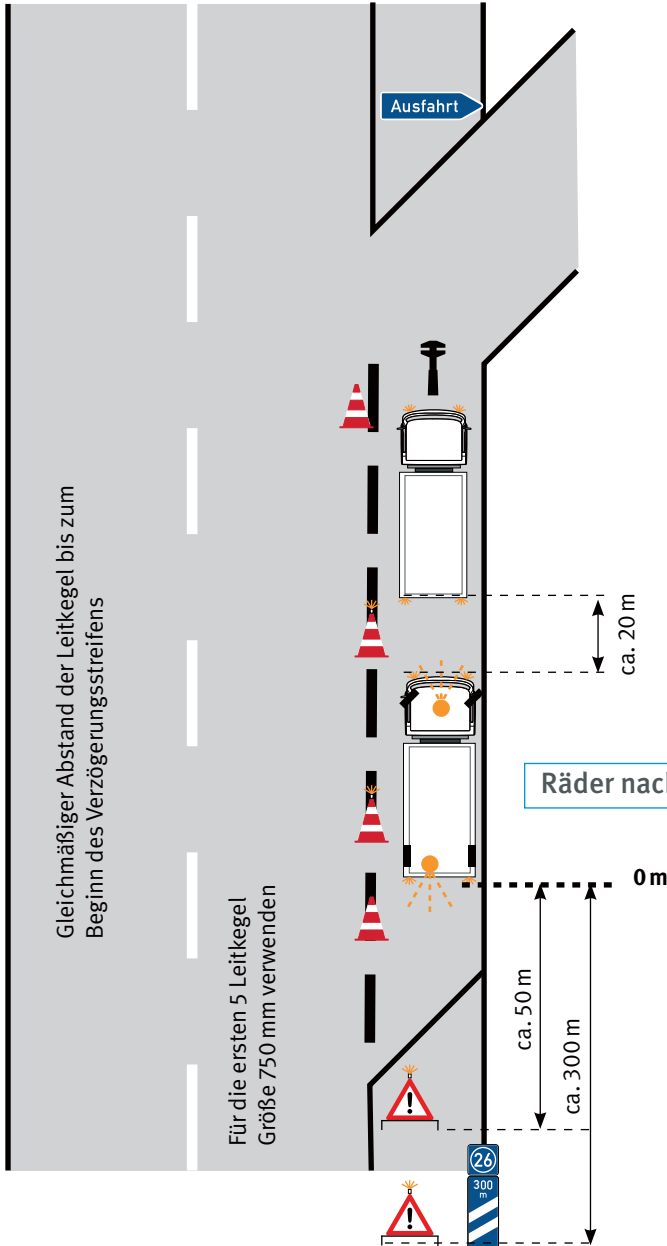 Ausfahrt
Gleichmäßiger Abstand der Leitkegel bis zum
Beginn des Verzögerungsstreifens
ca. 20 m
Räder nach
0 m
Für die ersten 5 Leitkegel
Größe 750 mm verwenden
ca. 50 m
ca. 300 m
!
26
300
m
!